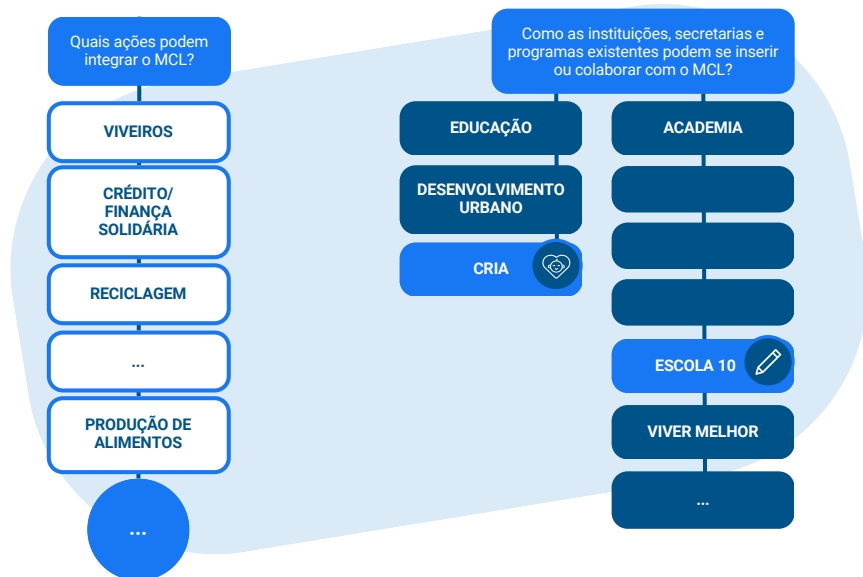 Quais ações podem
integrar o MCL?
VIVEIROS
CRÉDITO/
FINANÇA
SOLIDÁRIA
RECICLAGEM
...
PRODUÇÃO DE
ALIMENTOS
...
Como as instituições, secretarias e
programas existentes podem se inserir
ou colaborar com o MCL?
EDUCAÇÃO
DESENVOLVIMENTO
URBANO
CRIA
ACADEMIA
ESCOLA 10
VIVER MELHOR
...